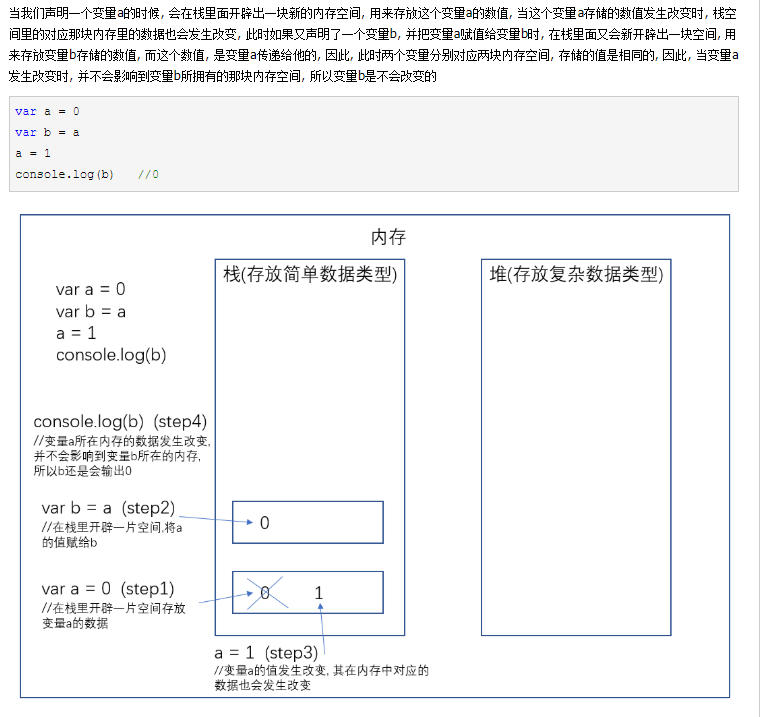 当我们声明一个变量a的时候, 会在栈里面开辟出一块新的内存空间, 用来存放这个变量a的数值, 当这个变量a存储的数值发生改变时, 栈空
间里的对应那块内存里的数据也会发生改变, 此时如果又声明了一个变量b, 并把变量a赋值给变量b时, 在栈里面又会新开辟出一块空间, 用
来存放变量b存储的数值, 而这个数值, 是变量a传递给他的, 因此, 此时两个变量分别对应两块内存空间, 存储的值是相同的, 因此, 当变量a
发生改变时, 并不会影响到变量b所拥有的那块内存空间, 所以变量b是不会改变的
var a = 0
var b = a
a = 1
console.log(b)   //0
内存
栈(存放简单数据类型)
堆(存放复杂数据类型)
var a = 0
var b = a
a = 1
console.log(b)
console.log(b)  (step4)
//变量a所在内存的数据发生改变,
并不会影响到变量b所在的内存,
所以b还是会输出0
var b = a  (step2)
//在栈里开辟一片空间,将a
的值赋给b
0
var a = 0  (step1)
//在栈里开辟一片空间存放
变量a的数据
0 1
a = 1  (step3)
//变量a的值发生改变, 其在内存中对应的
数据也会发生改变